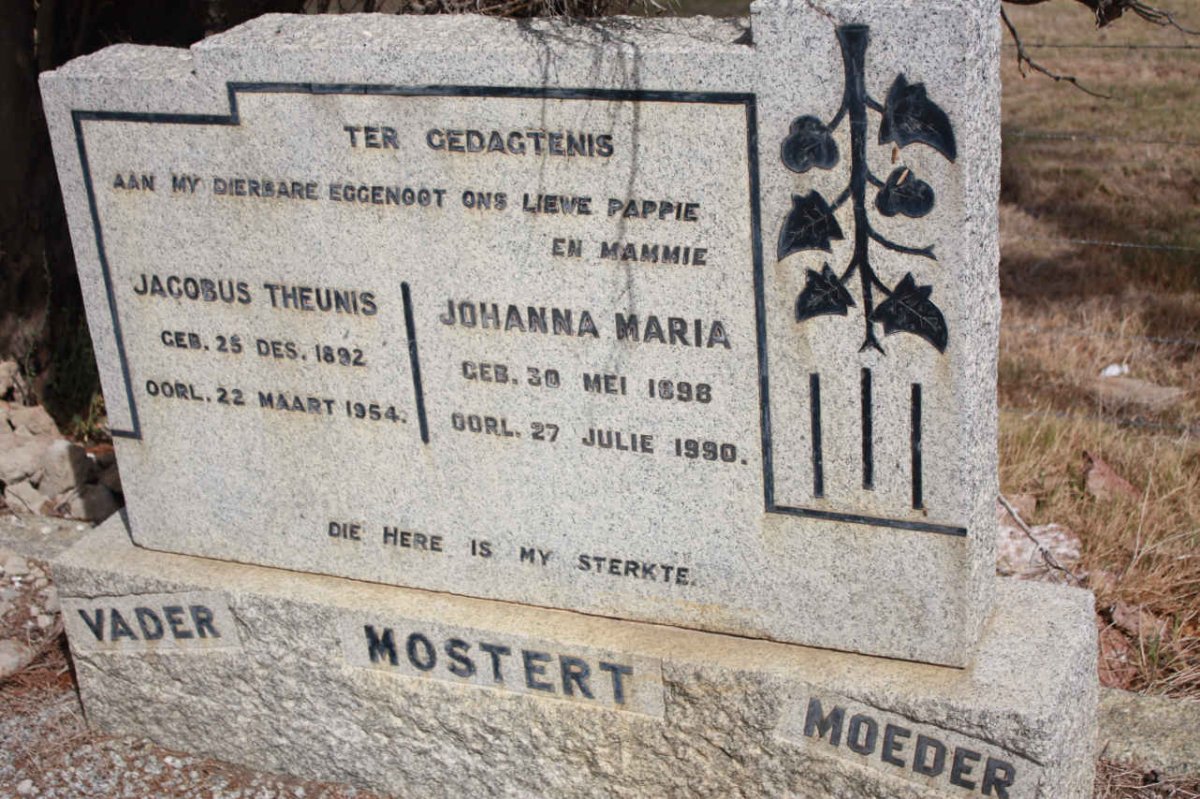 TER GEDAGTENIS
AAN MY DIERBARE EGGENOOT ONS LIEWE PAPPIE
EN MAMMIE
JACOBUS THEUNIS
GEB. 25 DES. 1892
OORL. 22 MAART 1954.
JOHANNA MARIA
GEB. 30 MEI 1898
OORL. 27 JULIE 1990.
DIE HERE IS MY STERKTE.
VADER MOSTERT MOEDER